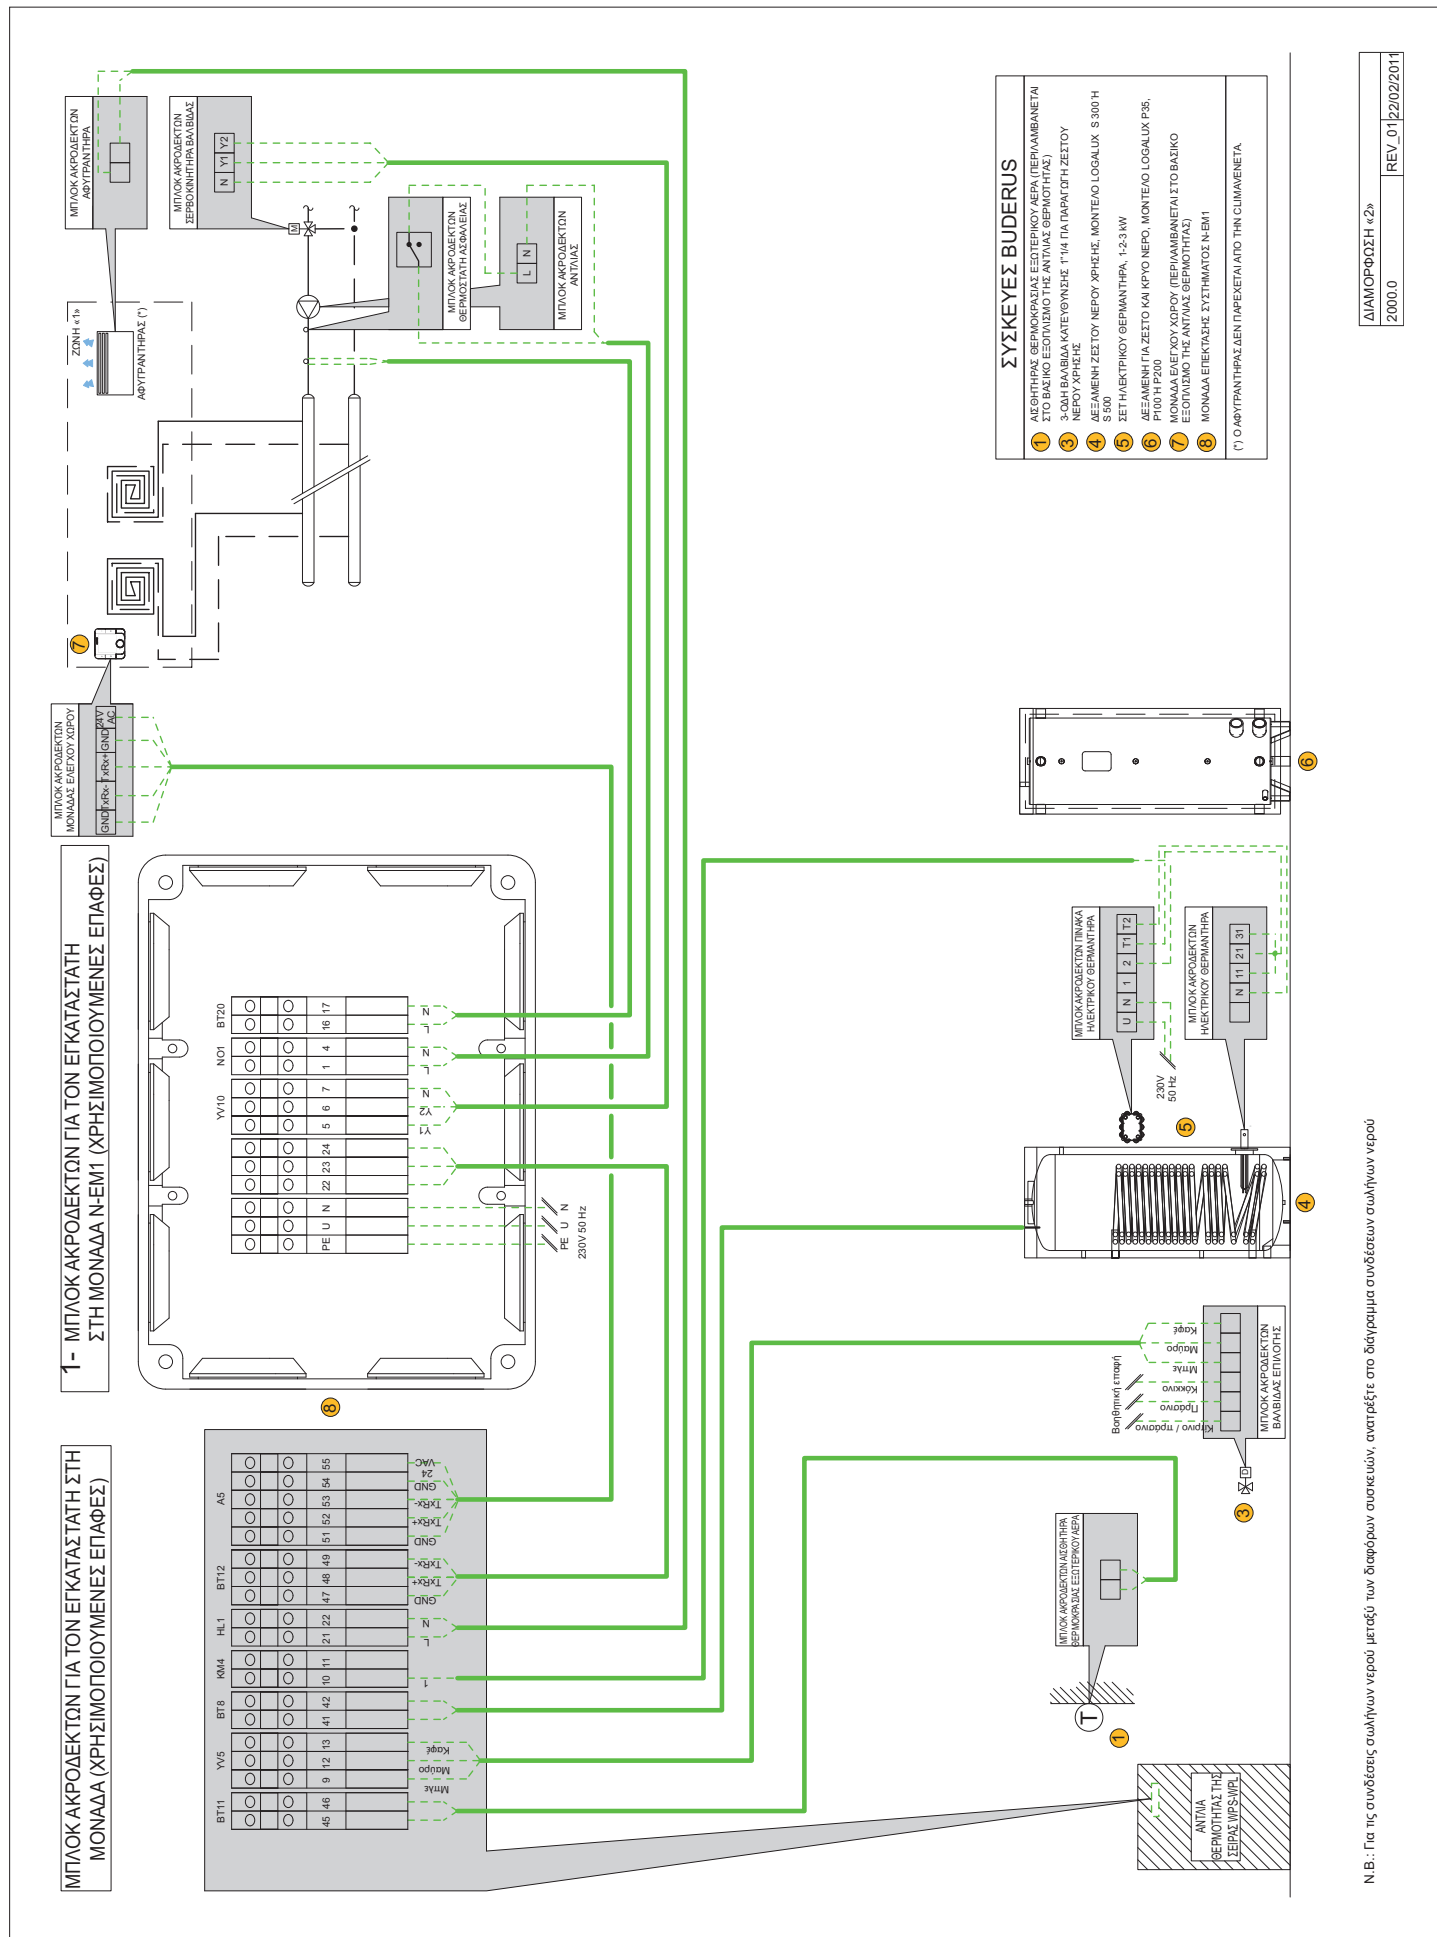 ΜΠΛΟΚ ΑΚΡΟΔΕΚΤΩΝ ΓΙΑ ΤΟΝ ΕΓΚΑΤΑΣΤΑΤΗ ΣΤΗ
ΜΟΝΑΔΑ (ΧΡΗΣΙΜΟΠΟΙΟΥΜΕΝΕΣ ΕΠΑΦΕΣ)
1- ΜΠΛΟΚ ΑΚΡΟΔΕΚΤΩΝ ΓΙΑ ΤΟΝ ΕΓΚΑΤΑΣΤΑΤΗ
ΣΤΗ ΜΟΝΑΔΑ N-EM1 (ΧΡΗΣΙΜΟΠΟΙΟΥΜΕΝΕΣ ΕΠΑΦΕΣ)
ΜΠΛΟΚ ΑΚΡΟΔΕΚΤΩΝ
ΜΟΝΑΔΑΣ ΕΛΕΓΧΟΥ ΧΩΡΟΥ
GND TxRx- TxRx+ GND 24V
AC
7
ΖΩΝΗ «1»
ΑΦΥΓΡΑΝΤΗΡΑΣ (*)
ΜΠΛΟΚ ΑΚΡΟΔΕΚΤΩΝ
ΑΦΥΓΡΑΝΤΗΡΑ
ΜΠΛΟΚ ΑΚΡΟΔΕΚΤΩΝ
ΣΕΡΒΟΚΙΝΗΤΗΡΑ ΒΑΛΒΙΔΑΣ
N Y1 Y2
M
ΜΠΛΟΚ ΑΚΡΟΔΕΚΤΩΝ
ΘΕΡΜΟΣΤΑΤΗ ΑΣΦΑΛΕΙΑΣ
L N
ΜΠΛΟΚ ΑΚΡΟΔΕΚΤΩΝ
ΑΝΤΛΙΑΣ
BT11 YV5 BT8 KM4 HL1 BT12 A5
45 46 9 12 13 41 42 10 11 21 22 47 48 49 51 52 53 54 55
Μπλε Μαύρο Καφέ 1 L N GND TxRx+ TxRx- GND TxRx+ TxRx- GND 24
VAC
8
YV10 NO1 BT20
PE U N 22 23 24 5 6 7 1 4 16 17
Y1 Y2 N L N L N
PE U N
230V 50 Hz
ΑΝΤΛΙΑ
ΘΕΡΜΟΤΗΤΑΣ ΤΗΣ
ΣΕΙΡΑΣ WPS-WPL
1
T
ΜΠΛΟΚ ΑΚΡΟΔΕΚΤΩΝ ΑΙΣΘΗΤΗΡΑ
ΘΕΡΜΟΚΡΑΣΙΑΣ ΕΞΩΤΕΡΙΚΟΥ ΑΕΡΑ
3
D
Βοηθητική επαφή
Κίτρινο / πράσινο Πράσινο Κόκκινο Μπλε Μαύρο Καφέ
ΜΠΛΟΚ ΑΚΡΟΔΕΚΤΩΝ
ΒΑΛΒΙΔΑΣ ΕΠΙΛΟΓΗΣ
4
5
230V
50 Hz
ΜΠΛΟΚ ΑΚΡΟΔΕΚΤΩΝ ΠΙΝΑΚΑ
ΗΛΕΚΤΡΙΚΟΥ ΘΕΡΜΑΝΤΗΡΑ
U N 1 2 T1 T2
ΜΠΛΟΚ ΑΚΡΟΔΕΚΤΩΝ
ΗΛΕΚΤΡΙΚΟΥ ΘΕΡΜΑΝΤΗΡΑ
N 11 21 31
6
ΣΥΣΚΕΥΕΣ BUDERUS
1 ΑΙΣΘΗΤΗΡΑΣ ΘΕΡΜΟΚΡΑΣΙΑΣ ΕΞΩΤΕΡΙΚΟΥ ΑΕΡΑ (ΠΕΡΙΛΑΜΒΑΝΕΤΑΙ
ΣΤΟ ΒΑΣΙΚΟ ΕΞΟΠΛΙΣΜΟ ΤΗΣ ΑΝΤΛΙΑΣ ΘΕΡΜΟΤΗΤΑΣ)
3 3-ΟΔΗ ΒΑΛΒΙΔΑ ΚΑΤΕΥΘΥΝΣΗΣ 1"1/4 ΓΙΑ ΠΑΡΑΓΩΓΗ ΖΕΣΤΟΥ
ΝΕΡΟΥ ΧΡΗΣΗΣ
4 ΔΕΞΑΜΕΝΗ ΖΕΣΤΟΥ ΝΕΡΟΥ ΧΡΗΣΗΣ, ΜΟΝΤΕΛΟ LOGALUX S 300 Ή
S 500
5 ΣΕΤ ΗΛΕΚΤΡΙΚΟΥ ΘΕΡΜΑΝΤΗΡΑ, 1-2-3 kW
6 ΔΕΞΑΜΕΝΗ ΓΙΑ ΖΕΣΤΟ ΚΑΙ ΚΡΥΟ ΝΕΡΟ, ΜΟΝΤΕΛΟ LOGALUX P35,
P100 Ή P200
7 ΜΟΝΑΔΑ ΕΛΕΓΧΟΥ ΧΩΡΟΥ (ΠΕΡΙΛΑΜΒΑΝΕΤΑΙ ΣΤΟ ΒΑΣΙΚΟ
ΕΞΟΠΛΙΣΜΟ ΤΗΣ ΑΝΤΛΙΑΣ ΘΕΡΜΟΤΗΤΑΣ)
8 ΜΟΝΑΔΑ ΕΠΕΚΤΑΣΗΣ ΣΥΣΤΗΜΑΤΟΣ N-EM1
(*) Ο ΑΦΥΓΡΑΝΤΗΡΑΣ ΔΕΝ ΠΑΡΕΧΕΤΑΙ ΑΠΟ ΤΗΝ CLIMAVENETA.
ΔΙΑΜΟΡΦΩΣΗ «2»
2000.0 REV_01 22/02/2011
N.B.: Για τις συνδέσεις σωλήνων νερού μεταξύ των διαφόρων συσκευών, ανατρέξτε στο διάγραμμα συνδέσεων σωλήνων νερού